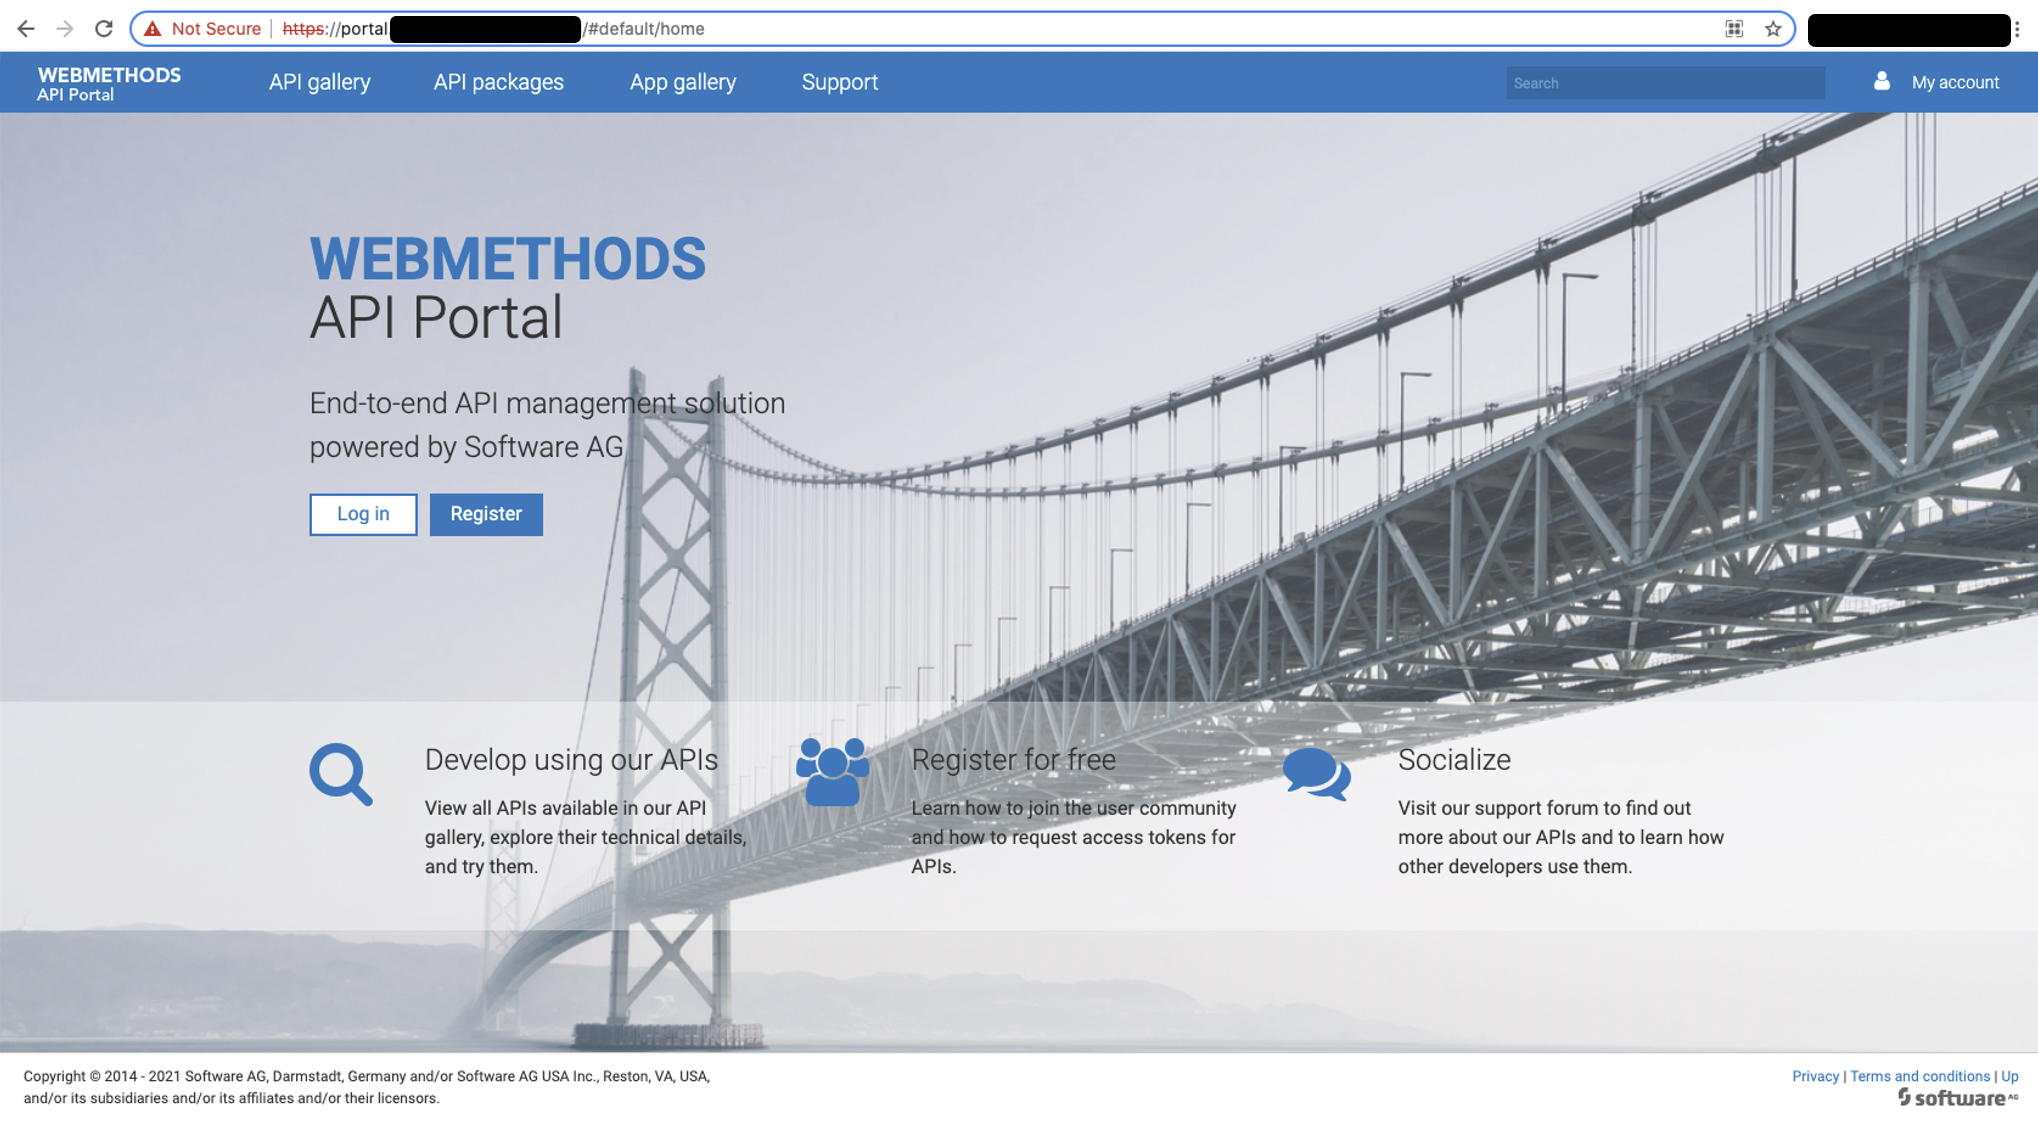 Not Secure | https://portal. /#default/home
WEBMETHODS
API Portal
API gallery
API packages
App gallery
Support
Search
My account
WEBMETHODS
API Portal
End-to-end API management solution
powered by Software AG
Log in
Register
Develop using our APIs
View all APIs available in our API
gallery, explore their technical details,
and try them.
Register for free
Learn how to join the user community
and how to request access tokens for
APIs.
Socialize
Visit our support forum to find out
more about our APIs and to learn how
other developers use them.
Copyright © 2014 - 2021 Software AG, Darmstadt, Germany and/or Software AG USA Inc., Reston, VA, USA,
and/or its subsidiaries and/or its affiliates and/or their licensors.
Privacy | Terms and conditions | Up
software AG